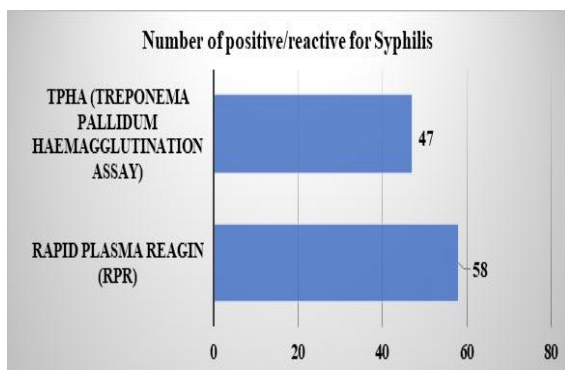 Number of positive/reactive for Syphilis
TPHA (TREPONEMA
PALLIDUM
HAEMAGGLUTINATION
ASSAY)
47
RAPID PLASMA REAGIN
(RPR)
58
0 20 40 60 80